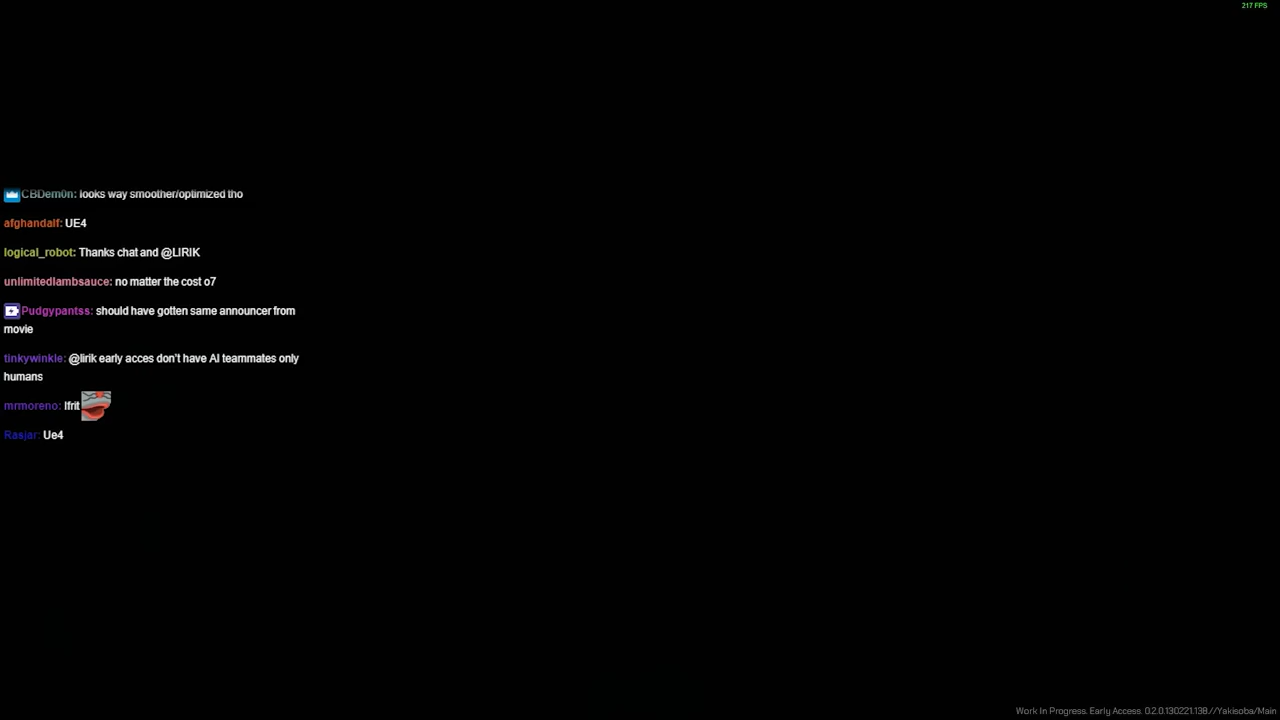 217 FPS
CBDem0n: looks way smoother/optimized tho
afghandalf: UE4
logical_robot: Thanks chat and @LIRIK
unlimitedlambsauce: no matter the cost o7
Pudgypantss: should have gotten same announcer from
movie
tinkywinkle: @lirik early acces don't have AI teammates only
humans
mrmoreno: Ifrit
Rasjar: Ue4
Work In Progress. Early Access. 0.2.0.130221.138.//Yakisoba/Main